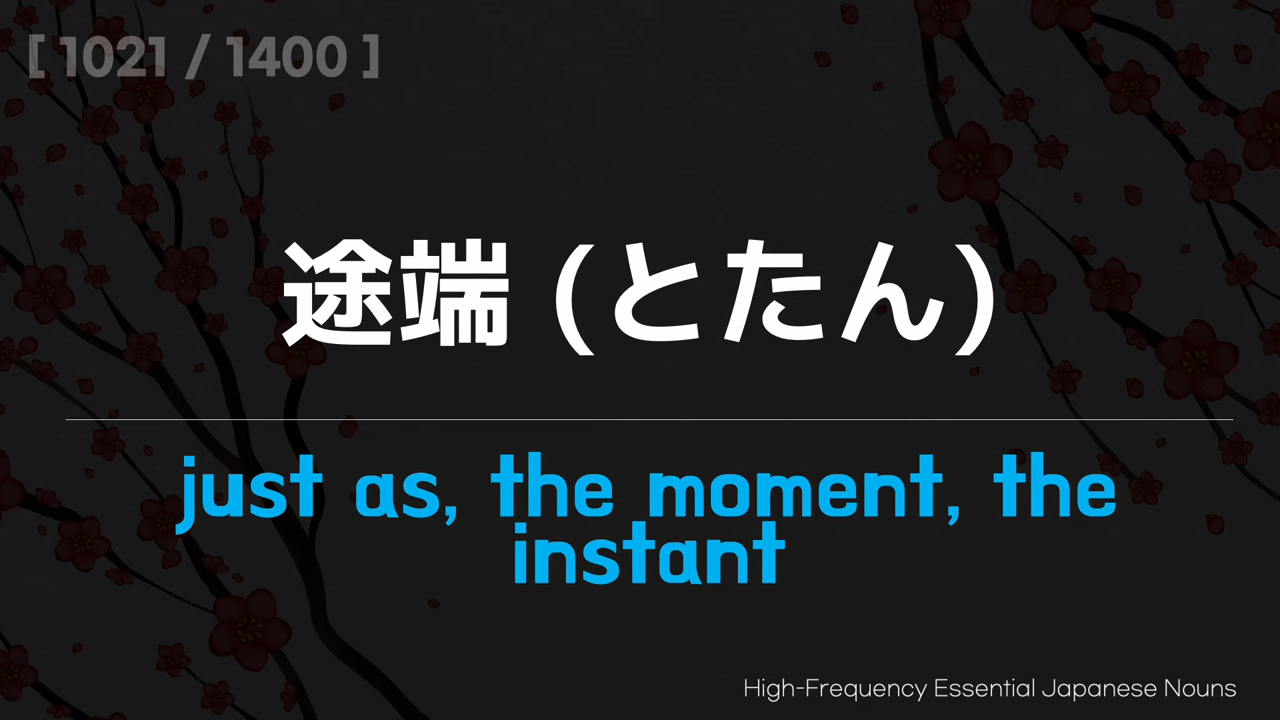 [ 1021 / 1400 ]
途端 (とたん)
just as, the moment, the
instant
High-Frequency Essential Japanese Nouns